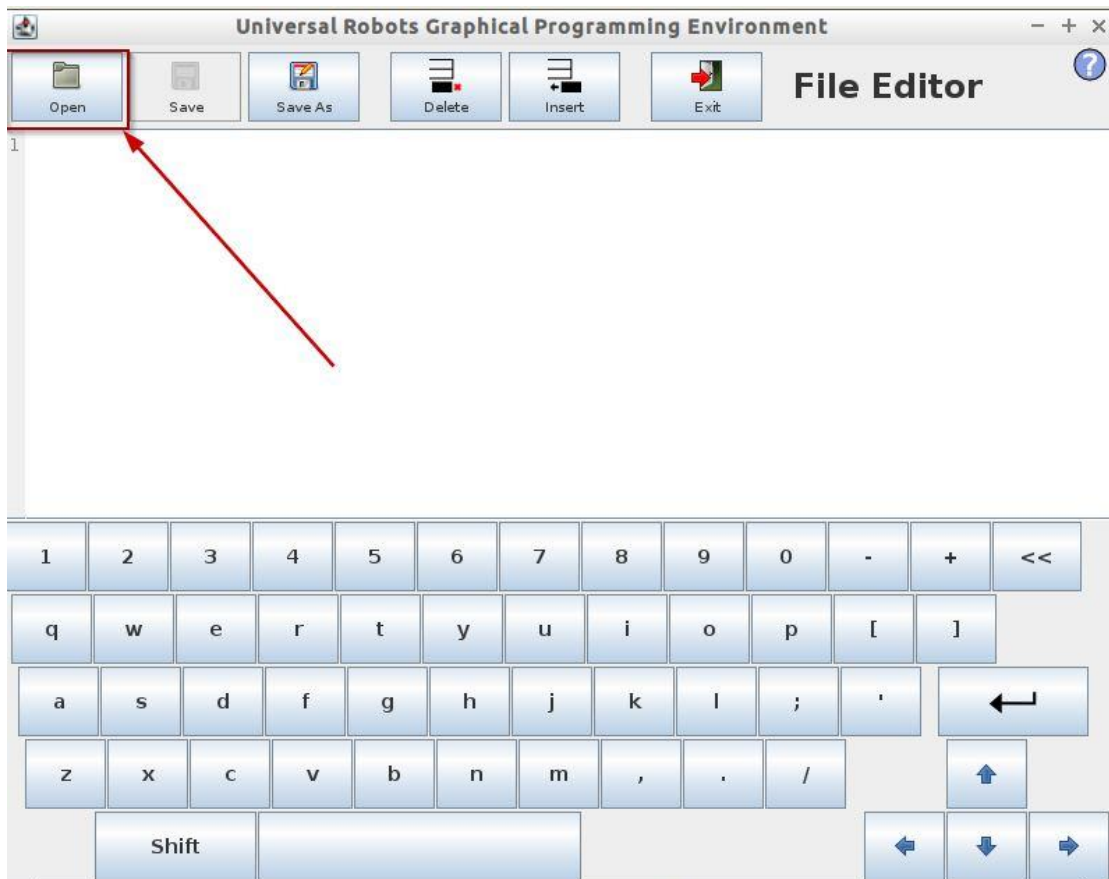 Universal Robots Graphical Programming Environment
Open Save Save As Delete Insert Exit File Editor ?
1
1 2 3 4 5 6 7 8 9 0 - + <<
q w e r t y u i o p [ ]
a s d f g h j k l ; '
z x c v b n m , . /
Shift